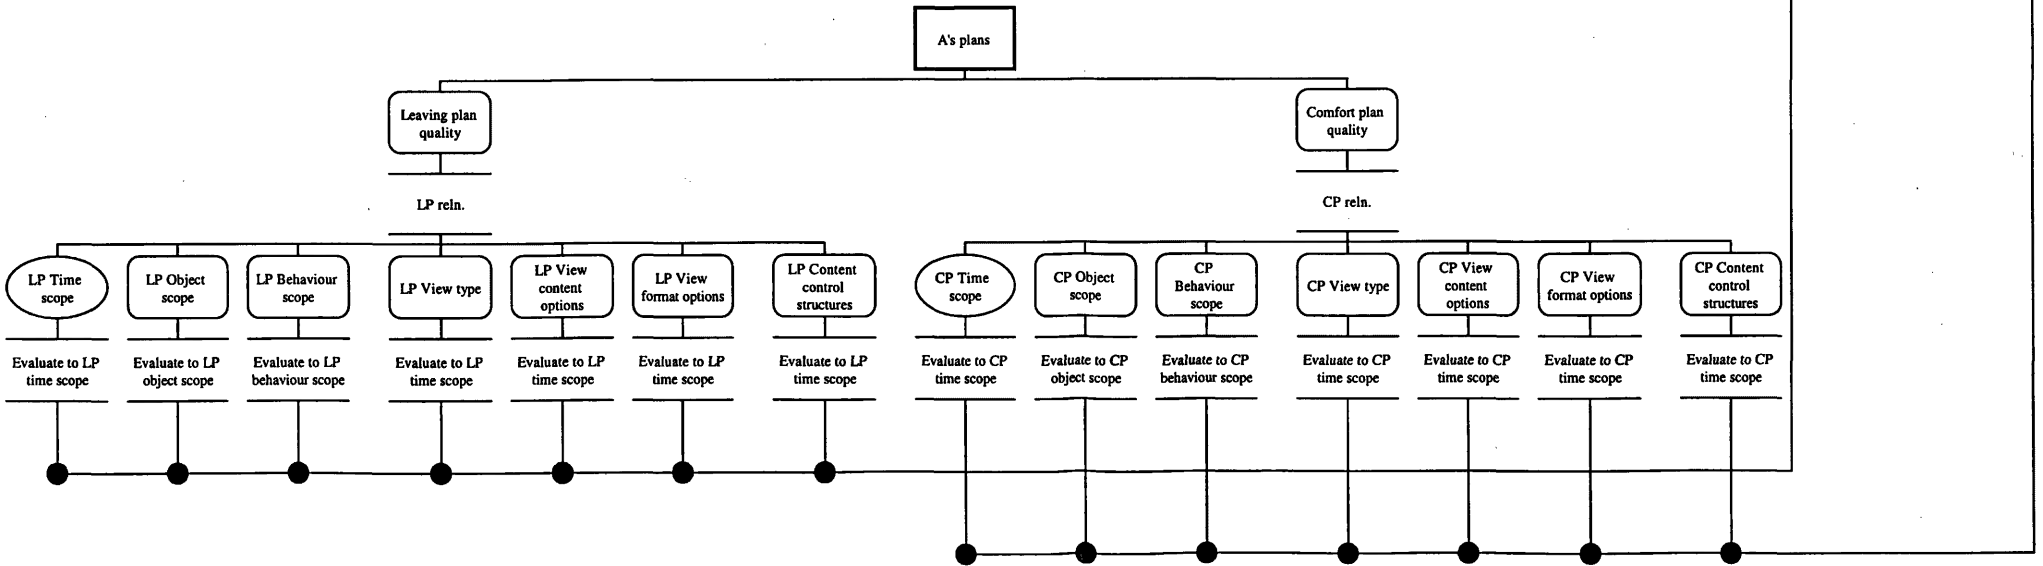 A's plans
Leaving plan
quality
Comfort plan
quality
LP reln.
CP reln.
LP Time
scope
LP Object
scope
LP Behaviour
scope
LP View type
LP View
content
options
LP View
format options
LP Content
control
structures
CP Time
scope
CP Object
scope
CP
Behaviour
scope
CP View type
CP View
content
options
CP View
format options
CP Content
control
structures
Evaluate to LP
time scope
Evaluate to LP
object scope
Evaluate to LP
behaviour scope
Evaluate to LP
time scope
Evaluate to LP
time scope
Evaluate to LP
time scope
Evaluate to LP
time scope
Evaluate to CP
time scope
Evaluate to CP
object scope
Evaluate to CP
behaviour scope
Evaluate to CP
time scope
Evaluate to CP
time scope
Evaluate to CP
time scope
Evaluate to CP
time scope